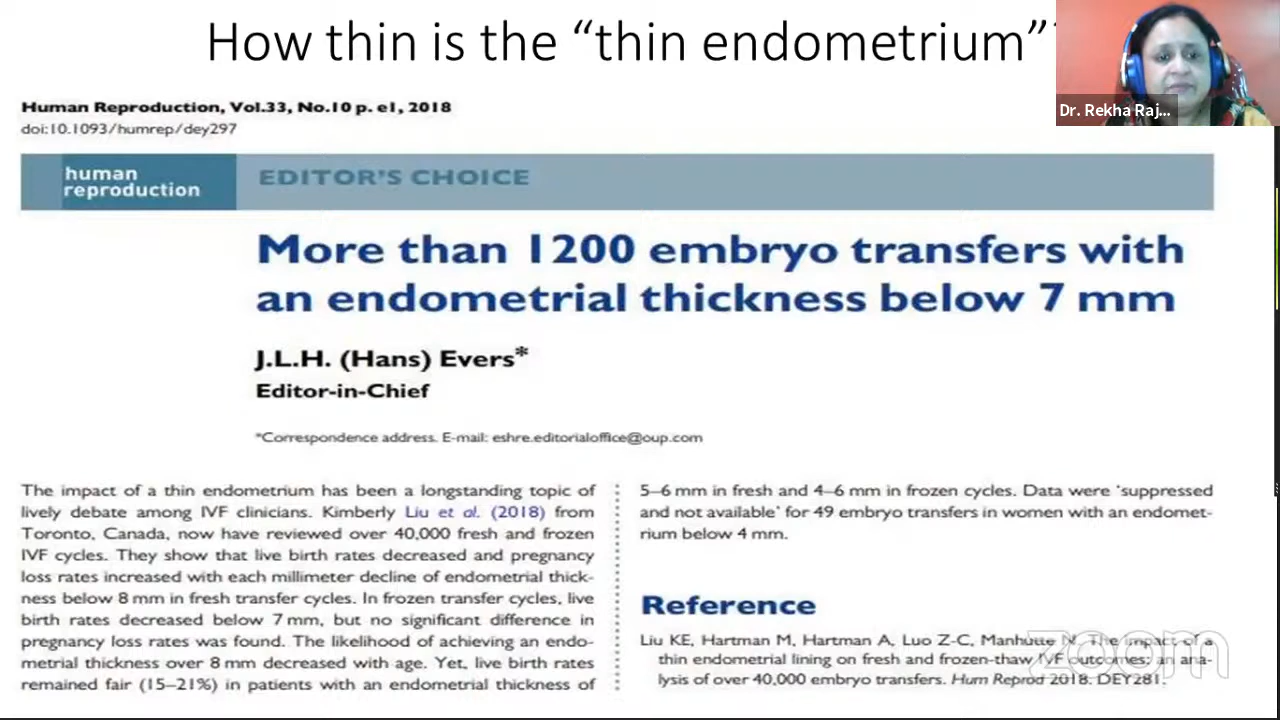 How thin is the “thin endometrium”?
Dr. Rekha Raj...
Human Reproduction, Vol.33, No.10 p. e1, 2018
doi:10.1093/humrep/dey297
human
reproduction
EDITOR'S CHOICE
More than 1200 embryo transfers with
an endometrial thickness below 7 mm
J.L.H. (Hans) Evers*
Editor-in-Chief
*Correspondence address. E-mail: eshre.editorialoffice@oup.com
The impact of a thin endometrium has been a longstanding topic of
lively debate among IVF clinicians. Kimberly Liu et al. (2018) from
Toronto, Canada, now have reviewed over 40,000 fresh and frozen
IVF cycles. They show that live birth rates decreased and pregnancy
loss rates increased with each millimeter decline of endometrial thick-
ness below 8 mm in fresh transfer cycles. In frozen transfer cycles, live
birth rates decreased below 7 mm, but no significant difference in
pregnancy loss rates was found. The likelihood of achieving an endo-
metrial thickness over 8 mm decreased with age. Yet, live birth rates
remained fair (15–21%) in patients with an endometrial thickness of
5–6 mm in fresh and 4–6 mm in frozen cycles. Data were 'suppressed
and not available' for 49 embryo transfers in women with an endomet-
rium below 4 mm.
Reference
Liu KE, Hartman M, Hartman A, Luo Z-C, Mahutte N. The impact of a
thin endometrial lining on fresh and frozen-thaw IVF outcomes: an ana-
lysis of over 40,000 embryo transfers. Hum Reprod 2018. DEY281.
zoom